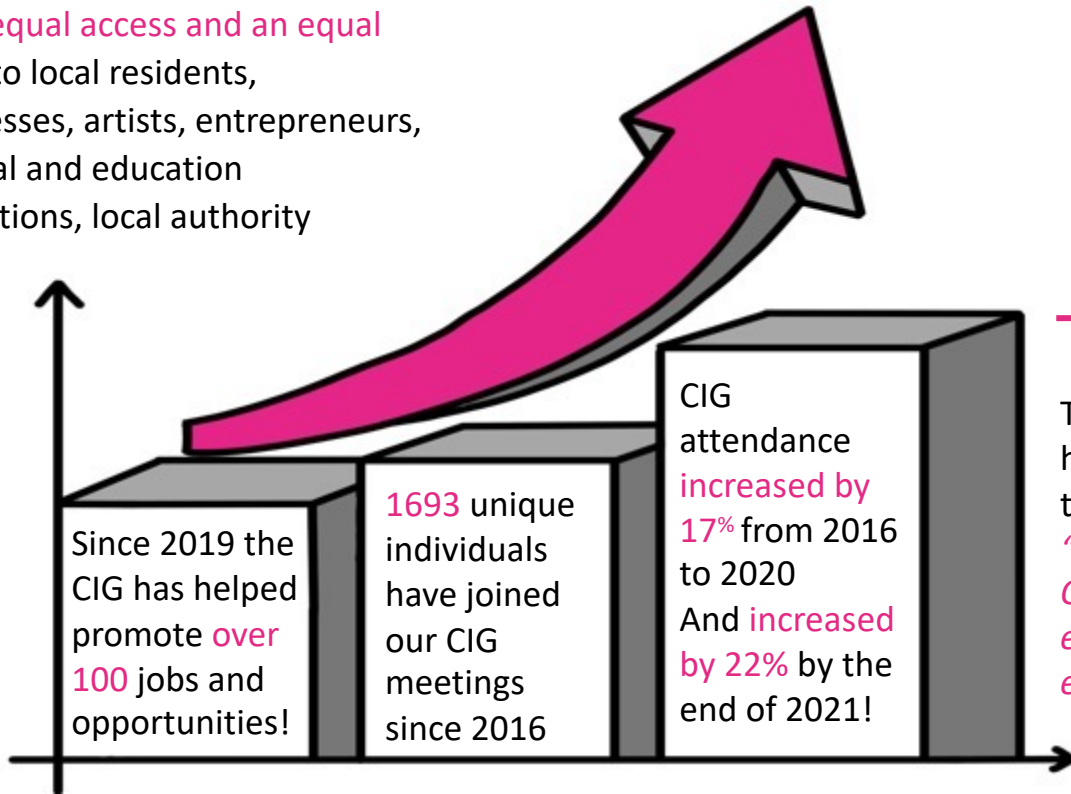 equal access and an equal
to local residents,
esses, artists, entrepreneurs,
al and education
tions, local authority
Since 2019 the
CIG has helped
promote over
100 jobs and
opportunities!
1693 unique
individuals
have joined
our CIG
meetings
since 2016
CIG
attendance
increased by
17% from 2016
to 2020
And increased
by 22% by the
end of 2021!